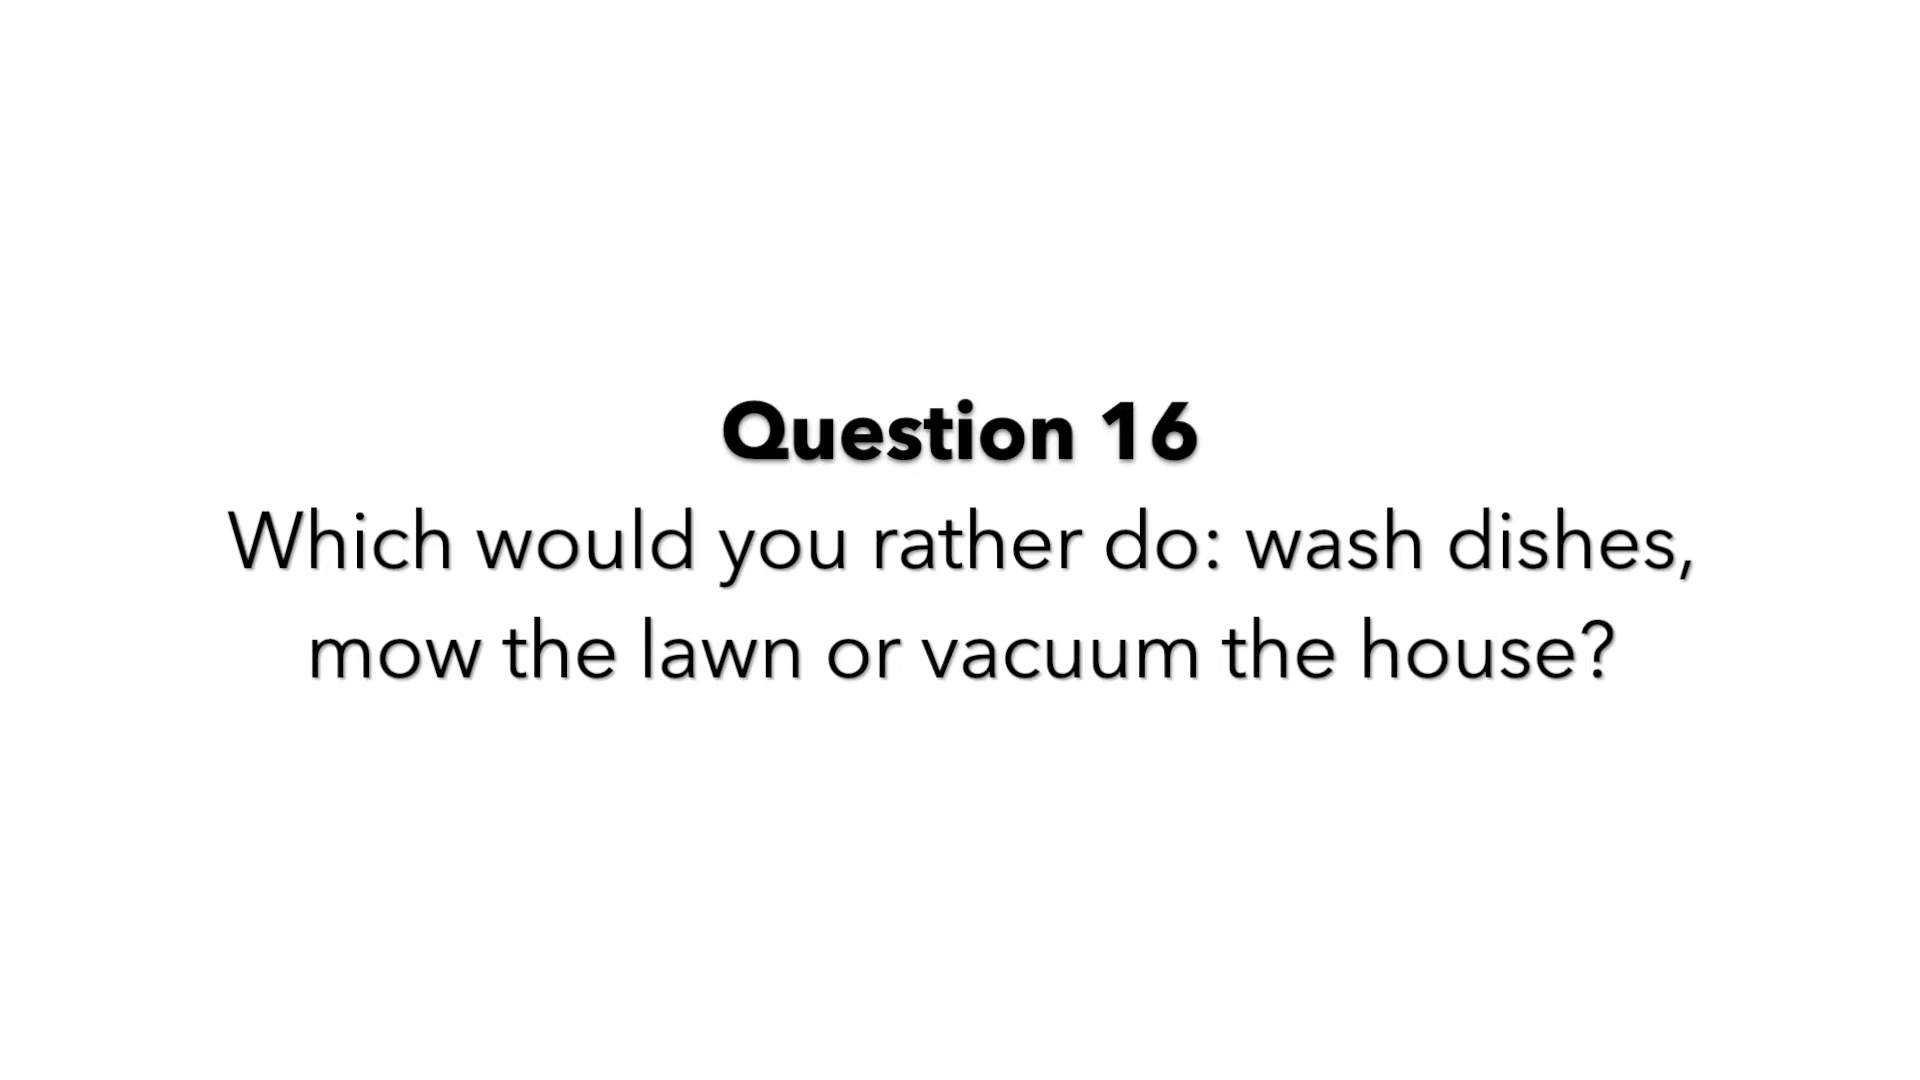 Question 16
Which would you rather do: wash dishes,
mow the lawn or vacuum the house?